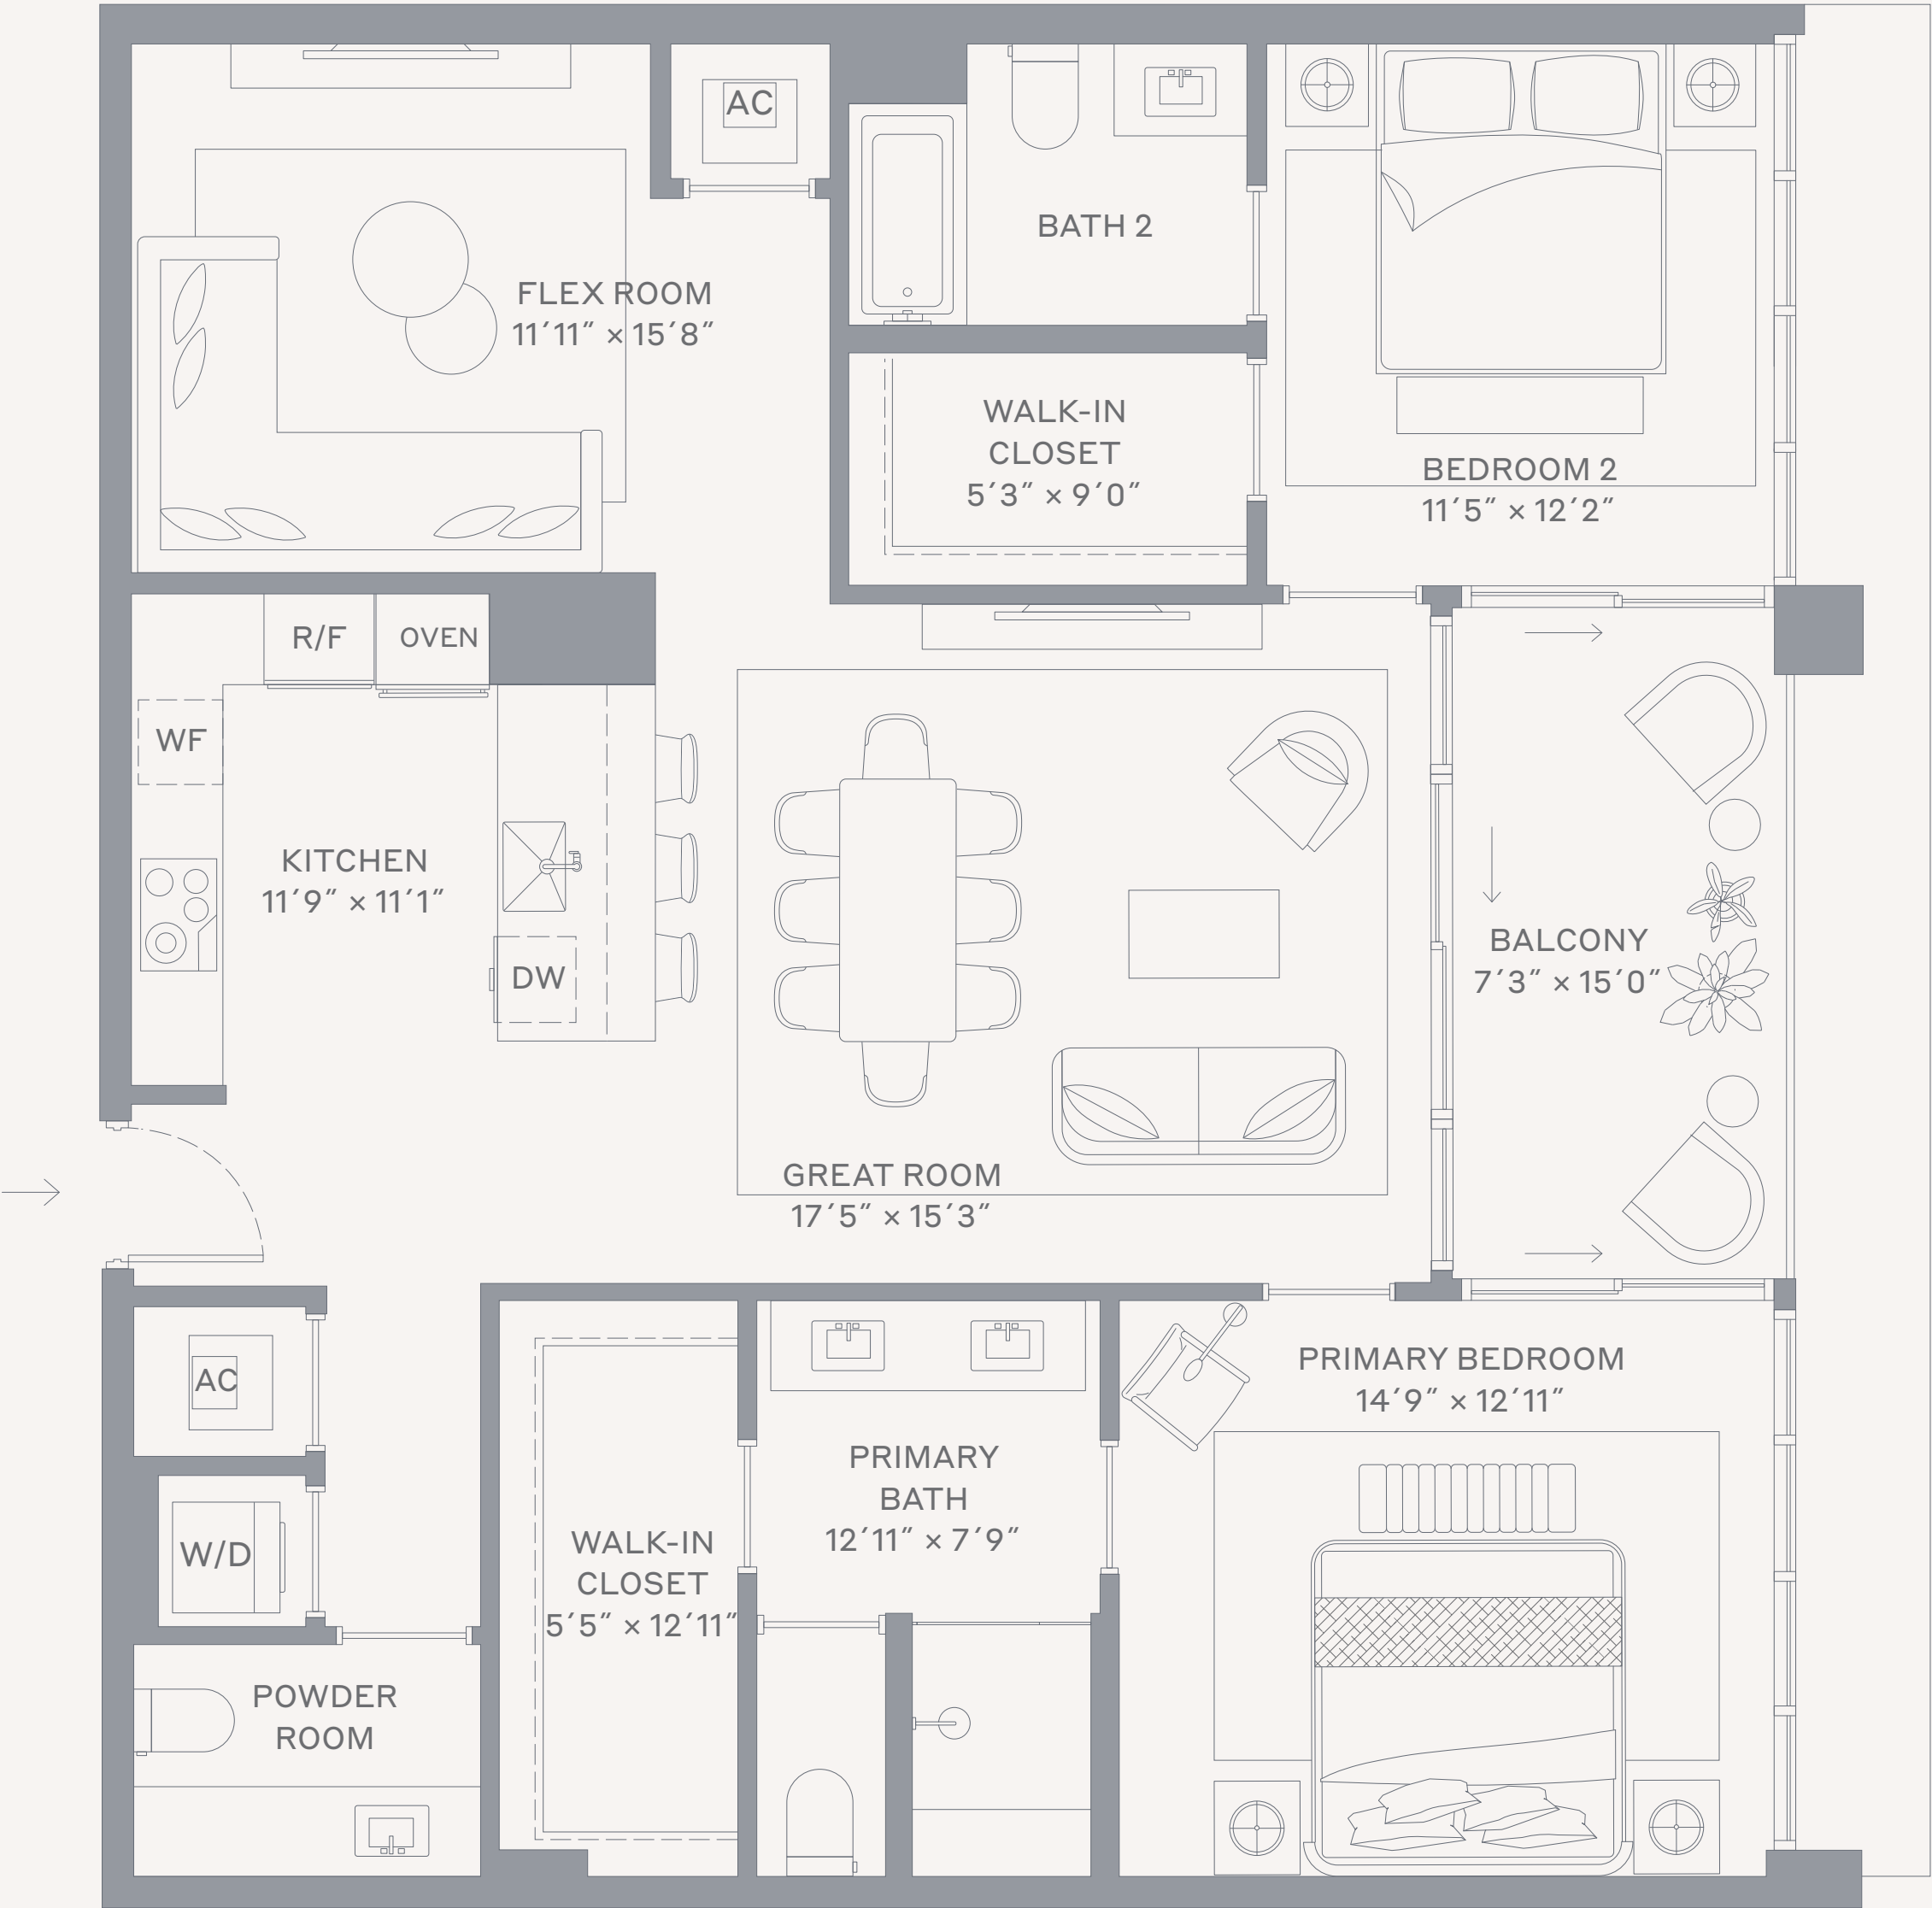 AC
BATH 2
FLEX ROOM
11´11˝ × 15´8˝
WALK-IN
CLOSET
5´3˝ × 9´0˝
BEDROOM 2
11´5˝ × 12´2˝
R/F
OVEN
WF
KITCHEN
11´9˝ × 11´1˝
DW
BALCONY
7´3˝ × 15´0˝
GREAT ROOM
17´5˝ × 15´3˝
AC
W/D
POWDER
ROOM
WALK-IN
CLOSET
5´5˝ × 12´11˝
PRIMARY
BATH
12´11˝ × 7´9˝
PRIMARY BEDROOM
14´9˝ × 12´11˝